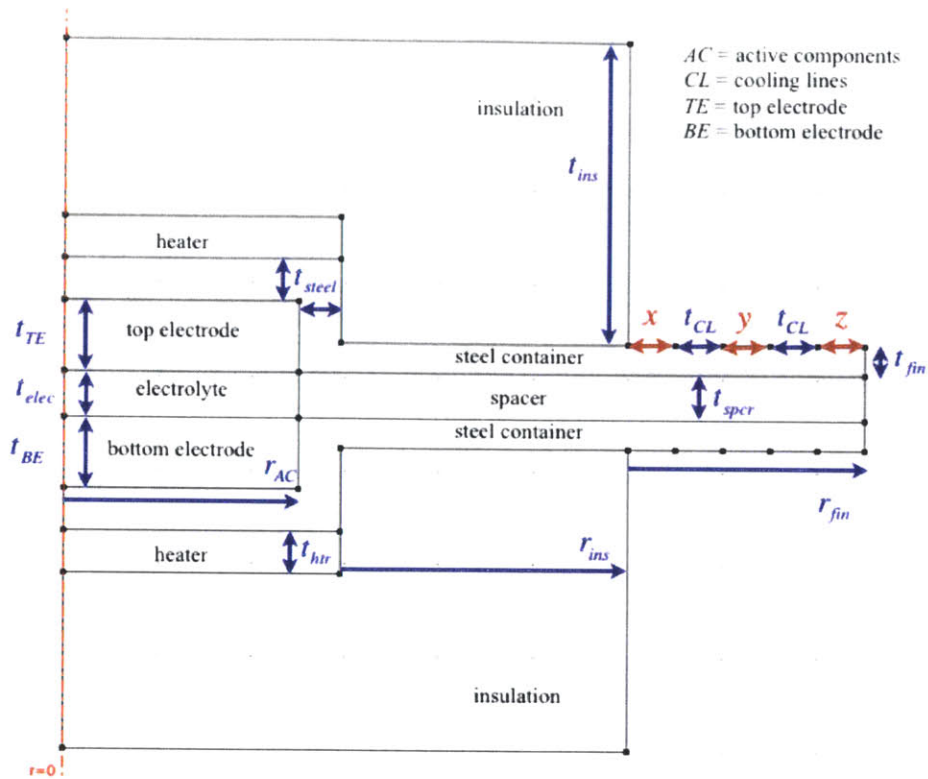 AC = active components
CL = cooling lines
TE = top electrode
BE = bottom electrode
insulation
t_ins
heater
t_steel
t_TE
top electrode
x
t_CL
y
t_CL
z
steel container
t_fin
t_elec
electrolyte
spacer
t_spcr
steel container
t_BE
bottom electrode
r_AC
r_fin
heater
t_htr
r_ins
insulation
r=0